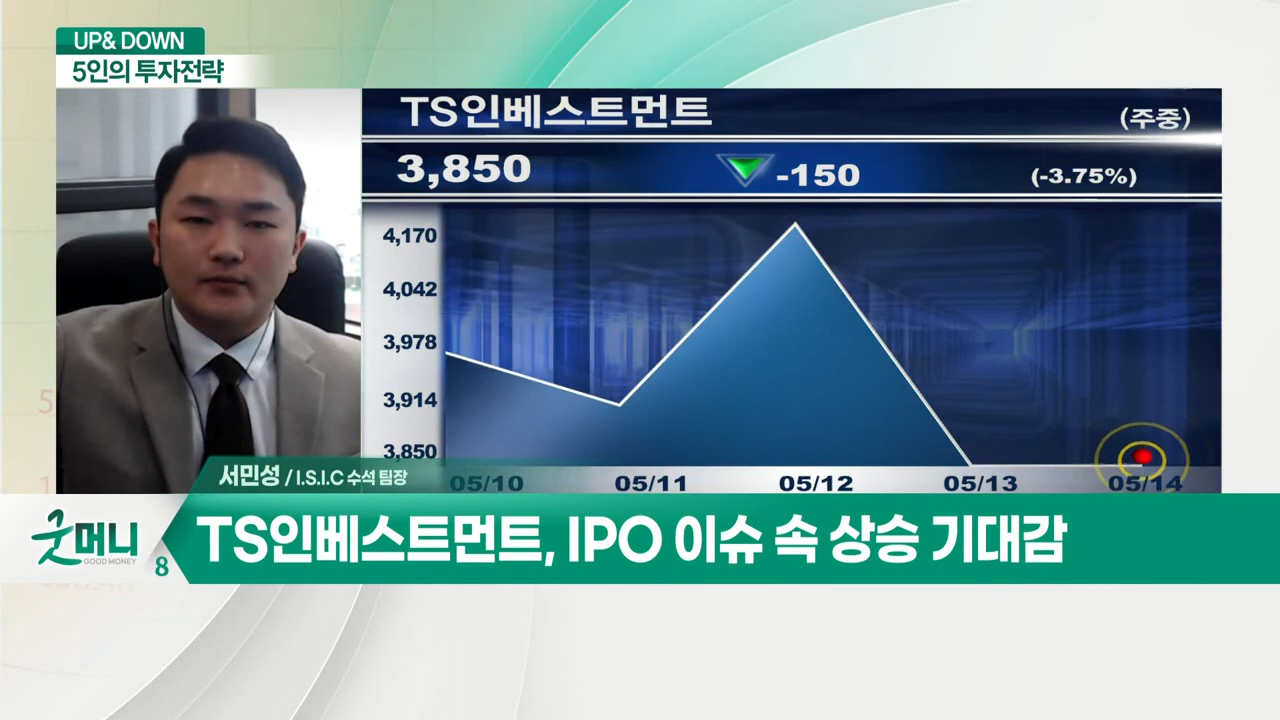 UP& DOWN
5인의 투자전략
TS인베스트먼트
(주중)
3,850
-150
(-3.75%)
4,170
4,042
3,978
3,914
3,850
05/10
05/11
05/12
05/13
05/14
서민성 / I.S.I.C 수석 팀장
굿머니
GOOD MONEY
8
TS인베스트먼트, IPO 이슈 속 상승 기대감